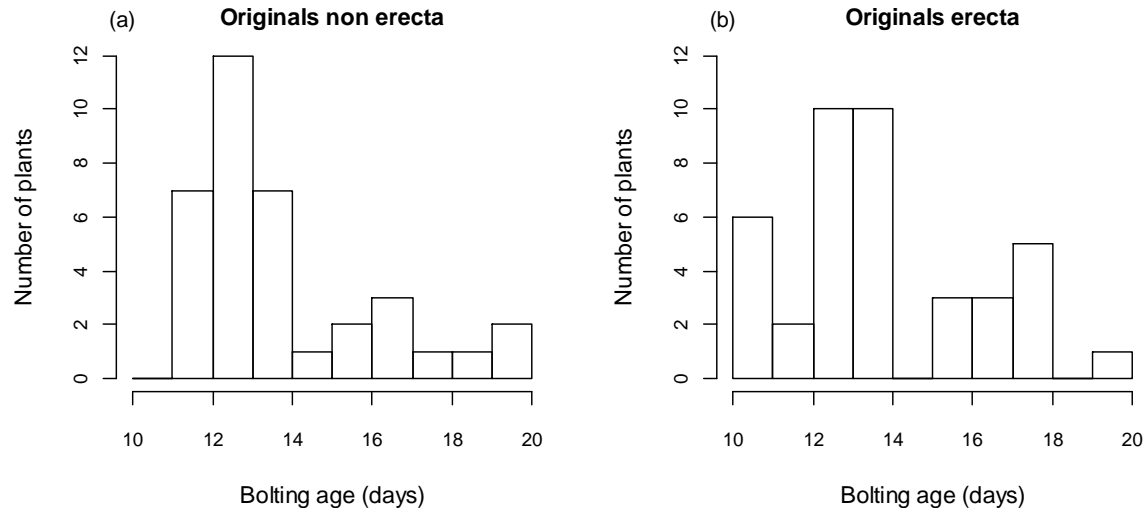 (a) Originals non erecta
Number of plants
12
10
8
6
4
2
0
10 12 14 16 18 20
Bolting age (days)
(b) Originals erecta
Number of plants
12
10
8
6
4
2
0
10 12 14 16 18 20
Bolting age (days)